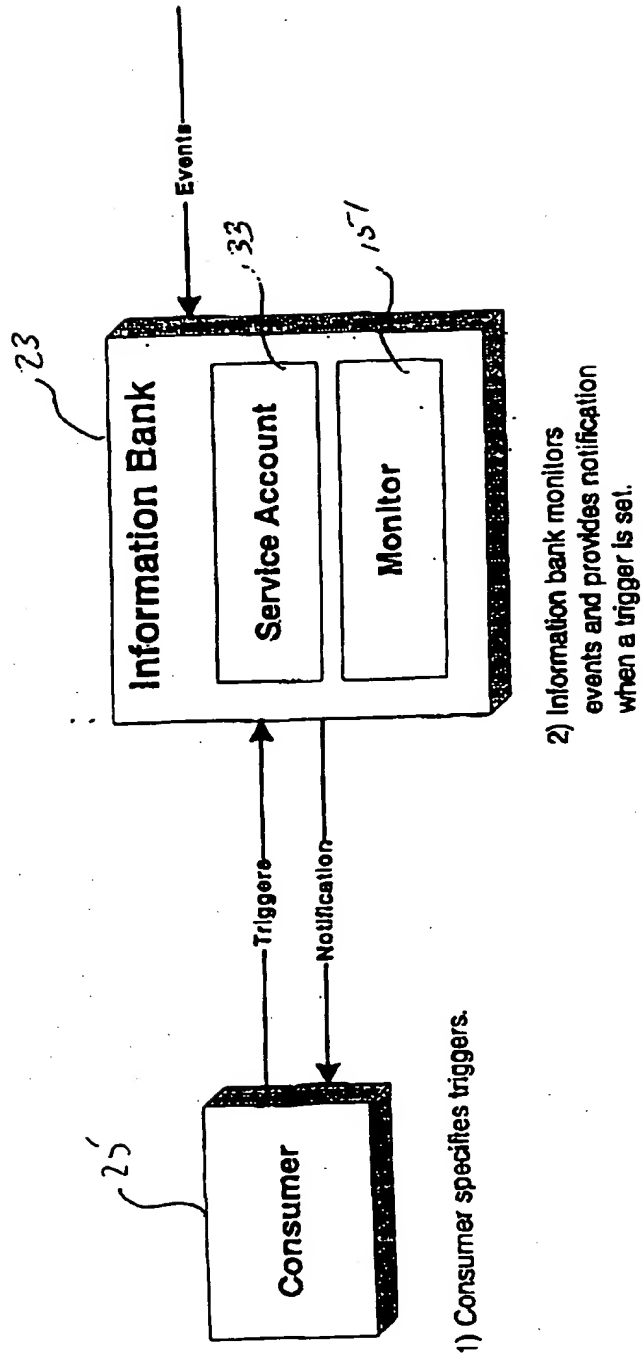 23
Information Bank
Service Account
33
Monitor
151
Events
Triggers
Notification
25
Consumer
1) Consumer specifies triggers.
2) Information bank monitors
events and provides notification
when a trigger is set.